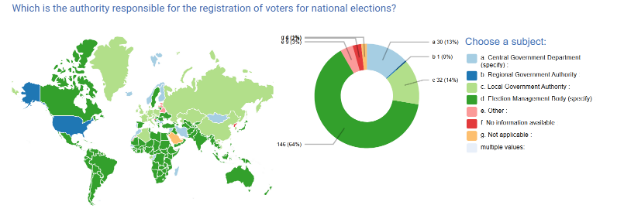 Which is the authority responsible for the registration of voters for national elections?
a 30 (13%)
b 1 (0%)
c 32 (14%)
145 (64%)
Choose a subject:
a. Central Government Department
(specify) :
b. Regional Government Authority
c. Local Government Authority :
d. Election Management Body (specify)
e. Other :
f. No information available
g. Not applicable :
multiple values: